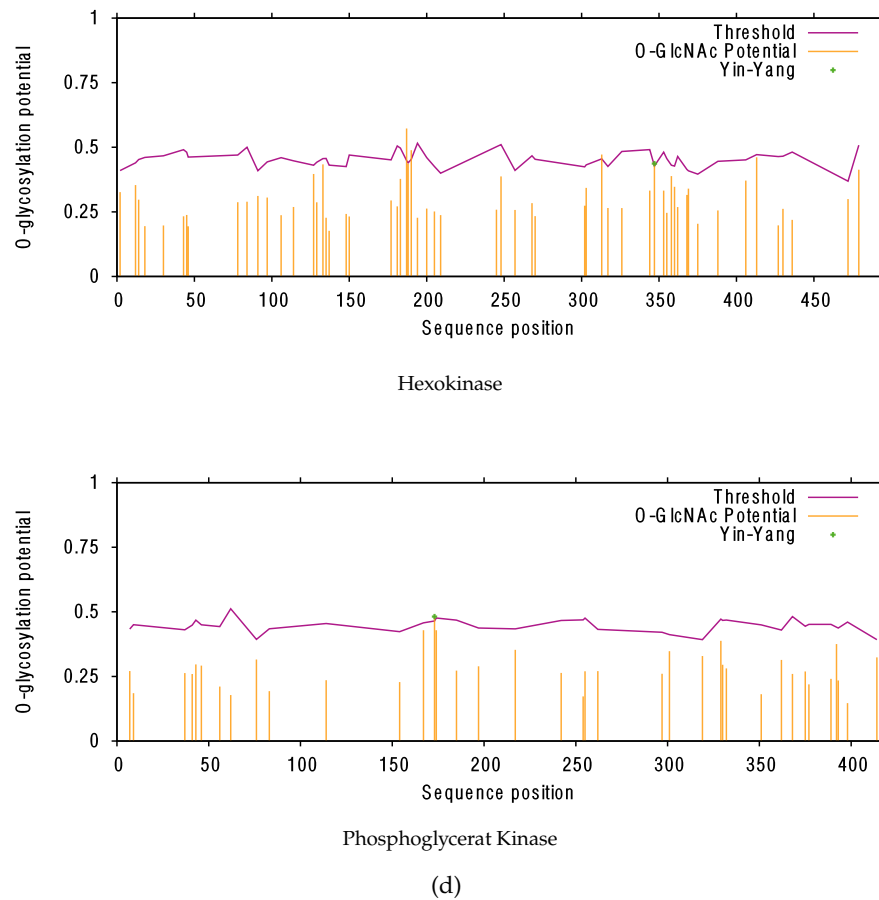 1
Threshold
O-GlcNAc Potential
Yin-Yang
0.75
0.5
0.25
0
O-glycosylation potential
0 50 100 150 200 250 300 350 400 450
Sequence position
Hexokinase
1
Threshold
O-GlcNAc Potential
Yin-Yang
0.75
0.5
0.25
0
O-glycosylation potential
0 50 100 150 200 250 300 350 400
Sequence position
Phosphoglycerat Kinase
(d)